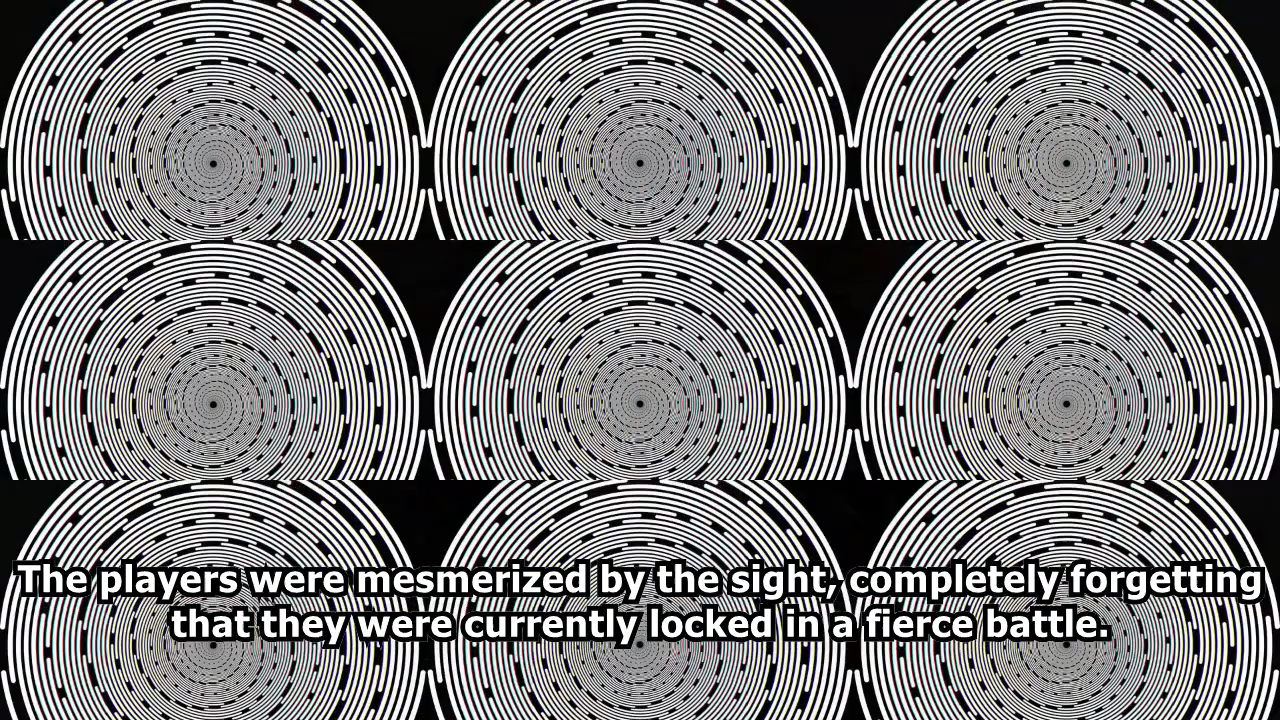 The players were mesmerized by the sight, completely forgetting
that they were currently locked in a fierce battle.